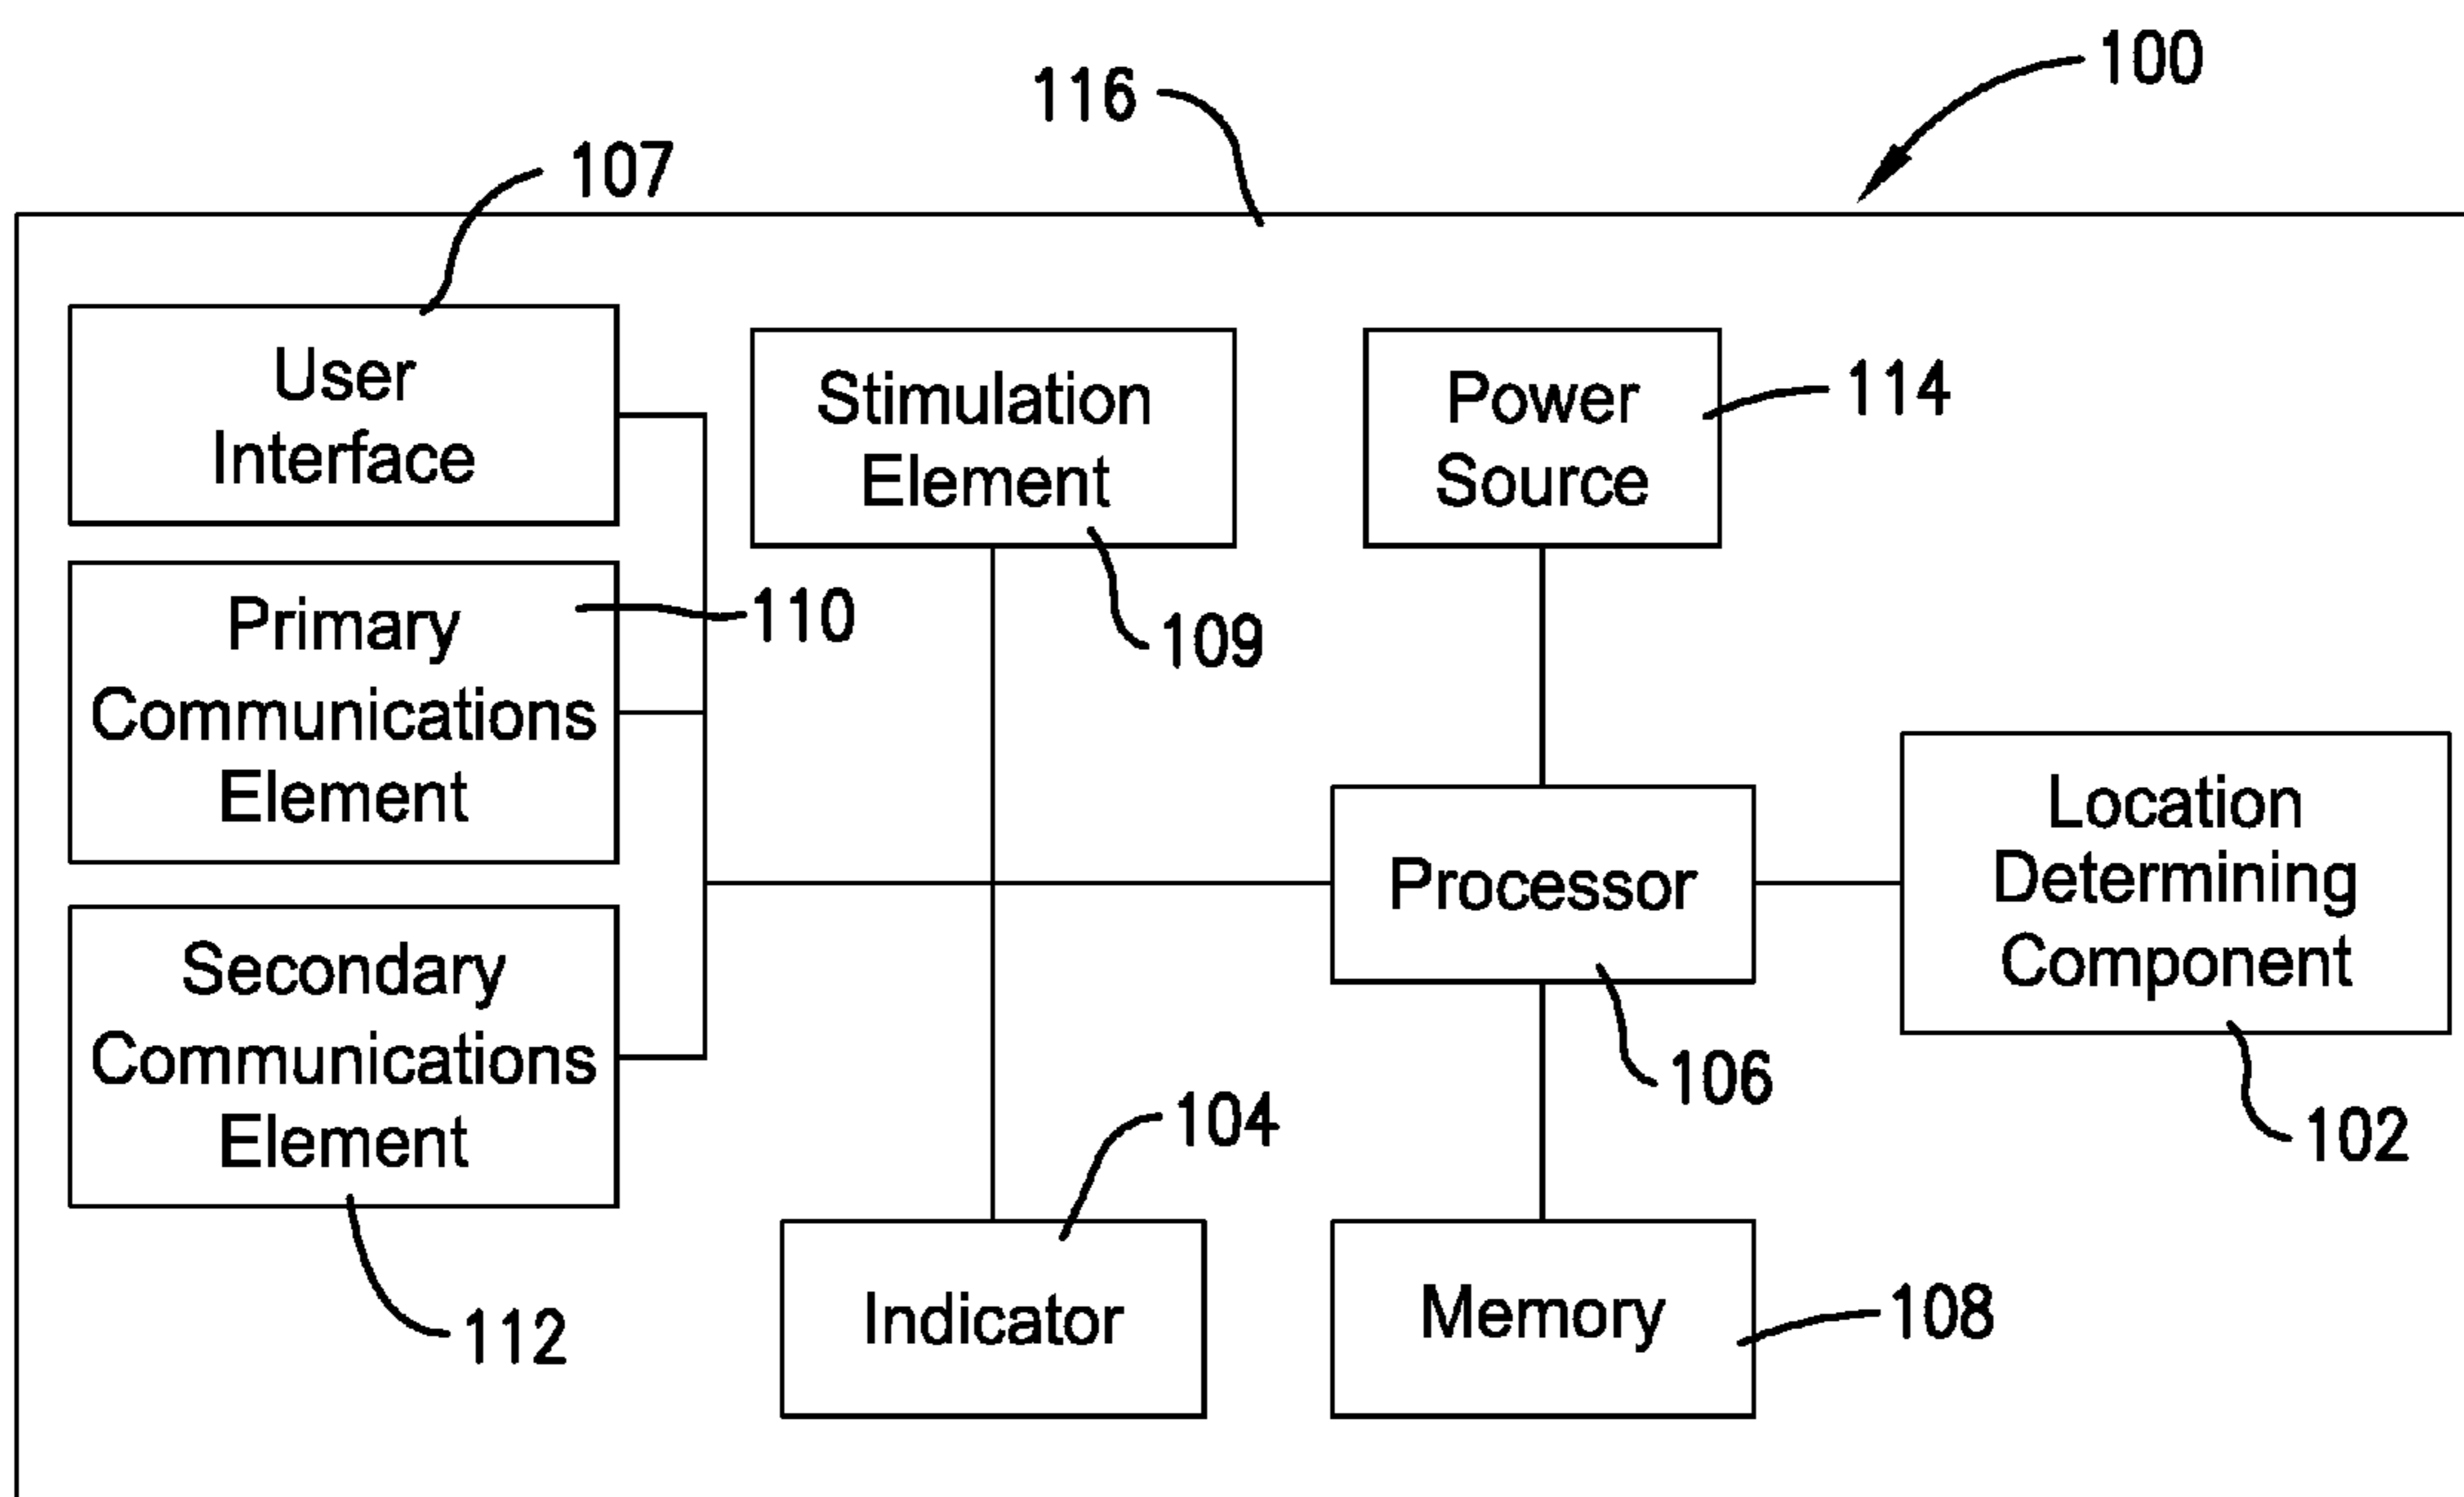 100
116
107
User
Interface
Stimulation
Element
Power
Source
114
109
Primary
Communications
Element
110
Processor
106
Location
Determining
Component
102
Secondary
Communications
Element
112
104
Indicator
Memory
108